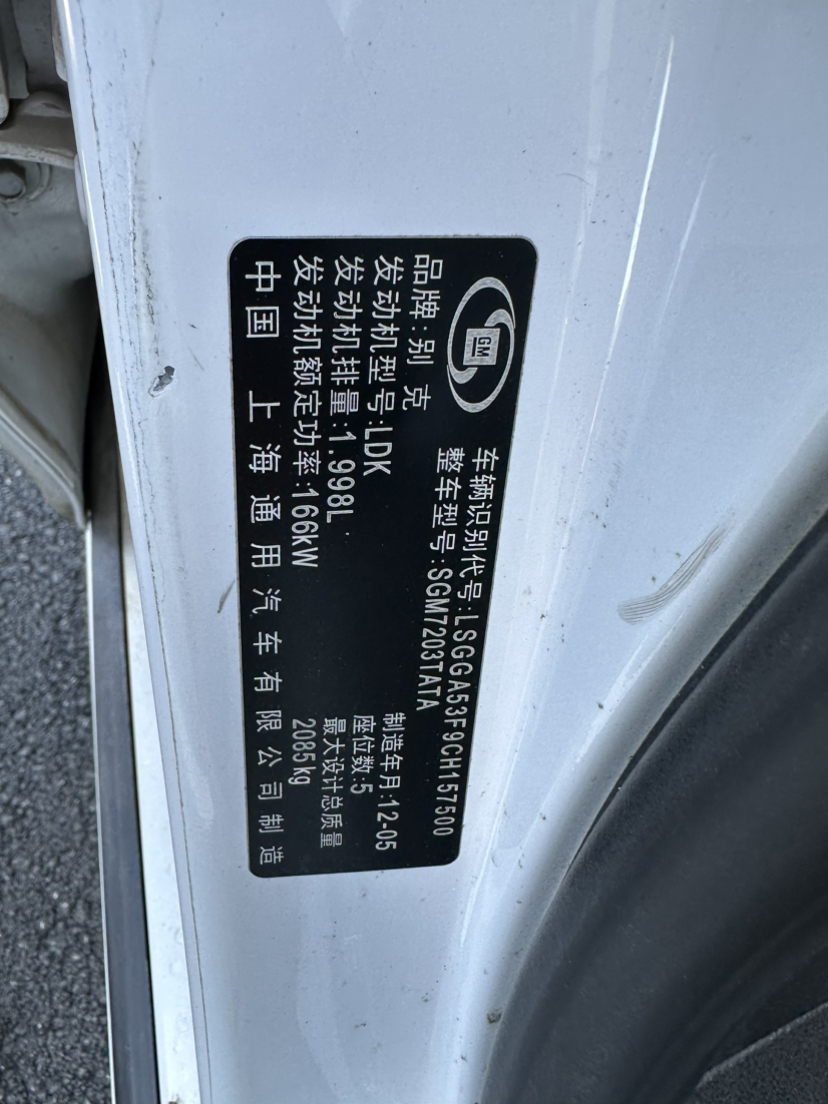 GM
车辆识别代号:LSGGA53F9CH157500
整车型号:SGM7203TATA
品牌:别 克
发动机型号:LDK
制造年月:12-05
发动机排量:1.998L
座位数:5
发动机额定功率:166kW
最大设计总质量
2085kg
中国 上海通用汽车有限公司制造